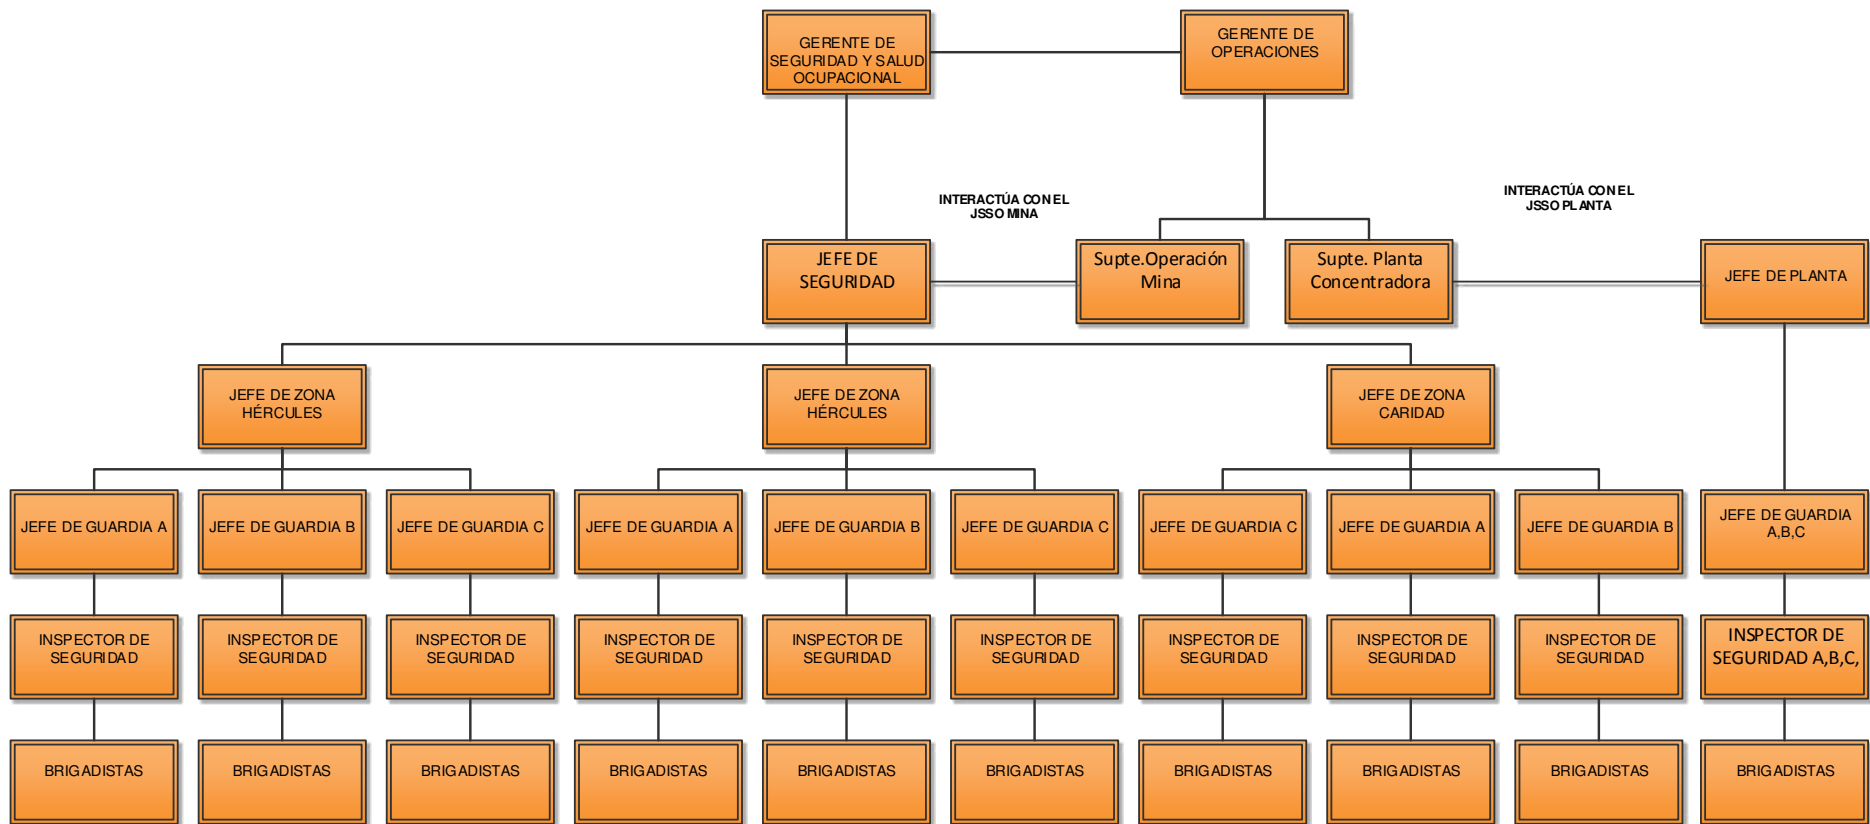 GERENTE DE
SEGURIDAD Y SALUD
OCUPACIONAL
GERENTE DE
OPERACIONES
INTERACTÚA CON EL
JSSO MINA
INTERACTÚA CON EL
JSSO PLANTA
JEFE DE
SEGURIDAD
Supte.Operación
Mina
Supte. Planta
Concentradora
JEFE DE PLANTA
JEFE DE ZONA
HÉRCULES
JEFE DE ZONA
HÉRCULES
JEFE DE ZONA
CARIDAD
JEFE DE GUARDIA A
JEFE DE GUARDIA B
JEFE DE GUARDIA C
JEFE DE GUARDIA A
JEFE DE GUARDIA B
JEFE DE GUARDIA C
JEFE DE GUARDIA C
JEFE DE GUARDIA A
JEFE DE GUARDIA B
JEFE DE GUARDIA
A,B,C
INSPECTOR DE
SEGURIDAD
INSPECTOR DE
SEGURIDAD
INSPECTOR DE
SEGURIDAD
INSPECTOR DE
SEGURIDAD
INSPECTOR DE
SEGURIDAD
INSPECTOR DE
SEGURIDAD
INSPECTOR DE
SEGURIDAD
INSPECTOR DE
SEGURIDAD
INSPECTOR DE
SEGURIDAD
INSPECTOR DE
SEGURIDAD A,B,C,
BRIGADISTAS
BRIGADISTAS
BRIGADISTAS
BRIGADISTAS
BRIGADISTAS
BRIGADISTAS
BRIGADISTAS
BRIGADISTAS
BRIGADISTAS
BRIGADISTAS